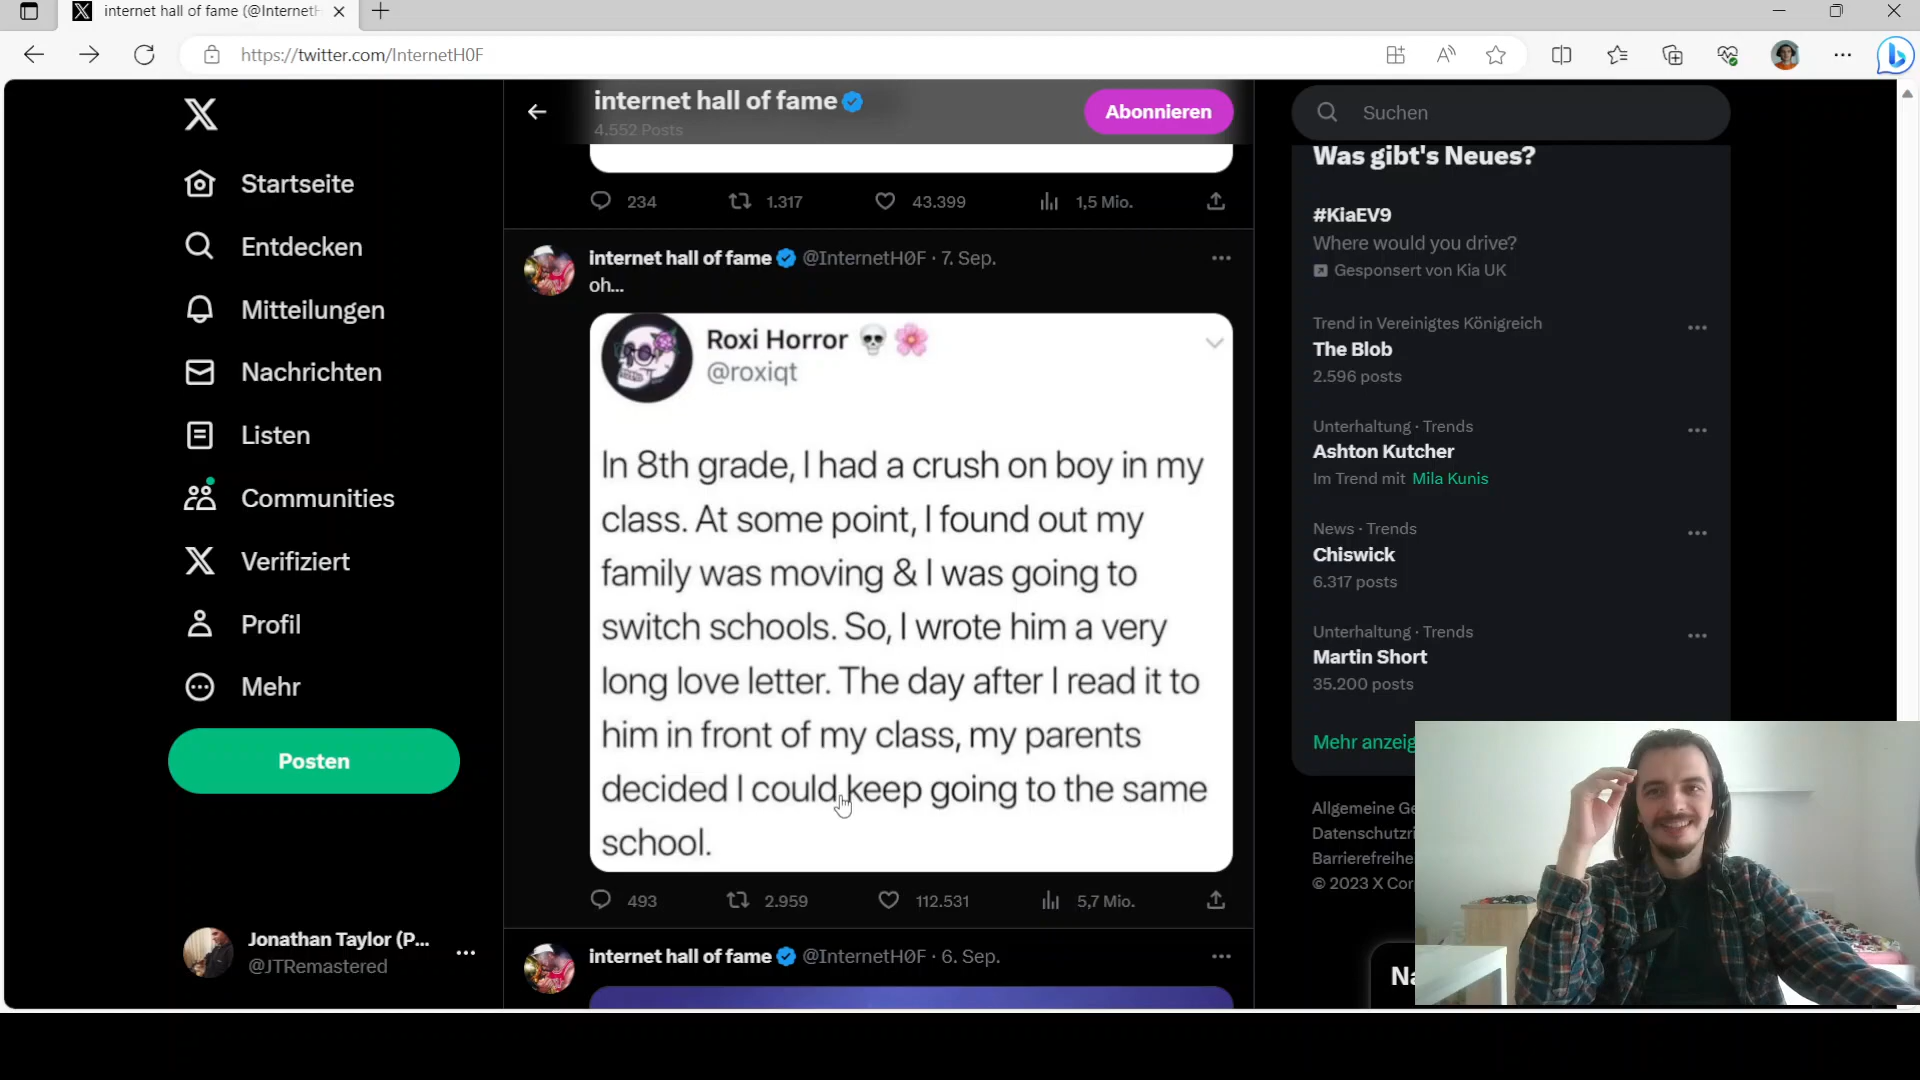 internet hall of fame (@InternetH
https://twitter.com/InternetH0F
X
Startseite
Entdecken
Mitteilungen
Nachrichten
Listen
Communities
Verifiziert
Profil
Mehr
Posten
Jonathan Taylor (P...
@JTRemastered
internet hall of fame
4.552 Posts
Abonnieren
234 1.317 43.399 1,5 Mio.
internet hall of fame @InternetH0F · 7. Sep.
oh...
Roxi Horror 💀🌸
@roxiqt
In 8th grade, I had a crush on boy in my
class. At some point, I found out my
family was moving & I was going to
switch schools. So, I wrote him a very
long love letter. The day after I read it to
him in front of my class, my parents
decided I could keep going to the same
school.
493 2.959 112.531 5,7 Mio.
internet hall of fame @InternetH0F · 6. Sep.
Suchen
Was gibt's Neues?
#KiaEV9
Where would you drive?
Gesponsert von Kia UK
Trend in Vereinigtes Königreich
The Blob
2.596 posts
Unterhaltung · Trends
Ashton Kutcher
Im Trend mit Mila Kunis
News · Trends
Chiswick
6.317 posts
Unterhaltung · Trends
Martin Short
35.200 posts
Mehr anzeig
Allgemeine Ge
Datenschutzri
Barrierefreihe
© 2023 X Cor
Na